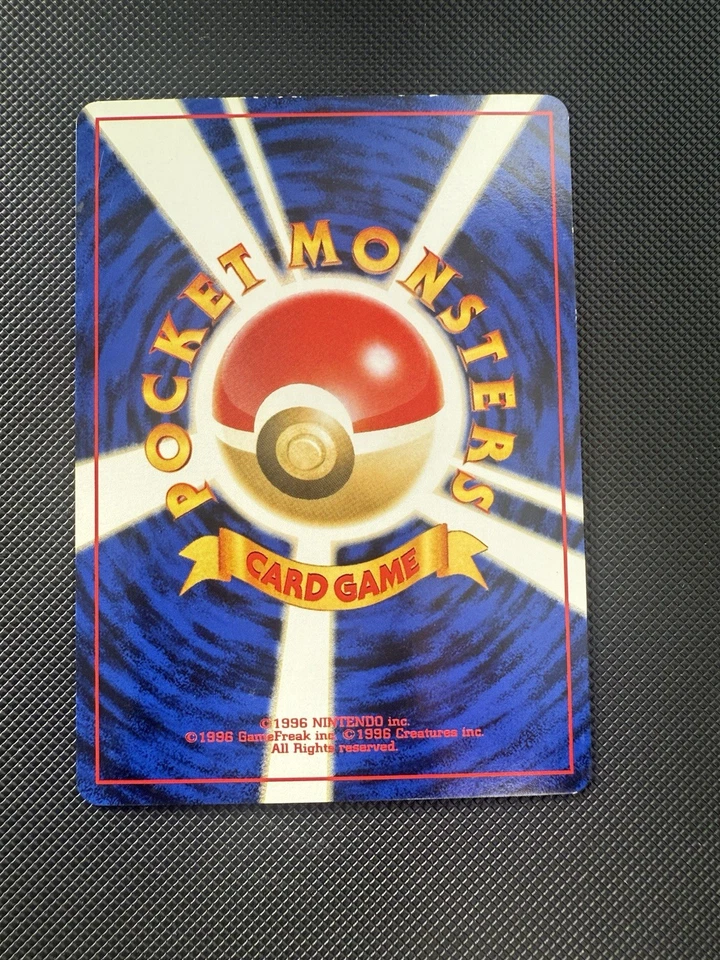 POCKET MONSTERS
CARD GAME
©1996 NINTENDO inc.
©1996 GameFreak inc. ©1996 Creatures inc.
All Rights reserved.